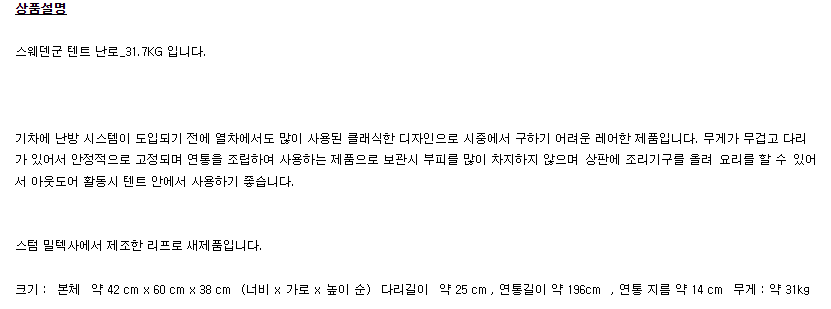 상품설명
스웨덴군 텐트 난로_31.7KG 입니다.
기차에 난방 시스템이 도입되기 전에 열차에서도 많이 사용된 클래식한 디자인으로 시중에서 구하기 어려운 레어한 제품입니다. 무게가 무겁고 다리
가 있어서 안정적으로 고정되며 연통을 조립하여 사용하는 제품으로 보관시 부피를 많이 차지하지 않으며 상판에 조리기구를 올려 요리를 할 수 있어
서 아웃도어 활동시 텐트 안에서 사용하기 좋습니다.
스텀 밀텍사에서 제조한 리프로 새제품입니다.
크기 : 본체 약 42 cm x 60 cm x 38 cm (너비 x 가로 x 높이 순) 다리길이 약 25 cm , 연통길이 약 196cm , 연통 지름 약 14 cm 무게 : 약 31kg